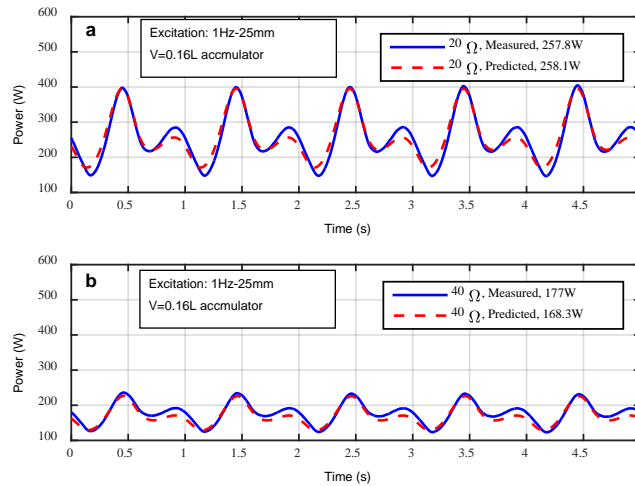 a
Excitation: 1Hz-25mm
V=0.16L accmulator
20 Ω, Measured, 257.8W
20 Ω, Predicted, 258.1W
600
500
400
300
200
100
Power (W)
0 0.5 1 1.5 2 2.5 3 3.5 4 4.5
Time (s)
b
Excitation: 1Hz-25mm
V=0.16L accmulator
40 Ω, Measured, 177W
40 Ω, Predicted, 168.3W
600
500
400
300
200
100
Power (W)
0 0.5 1 1.5 2 2.5 3 3.5 4 4.5
Time (s)